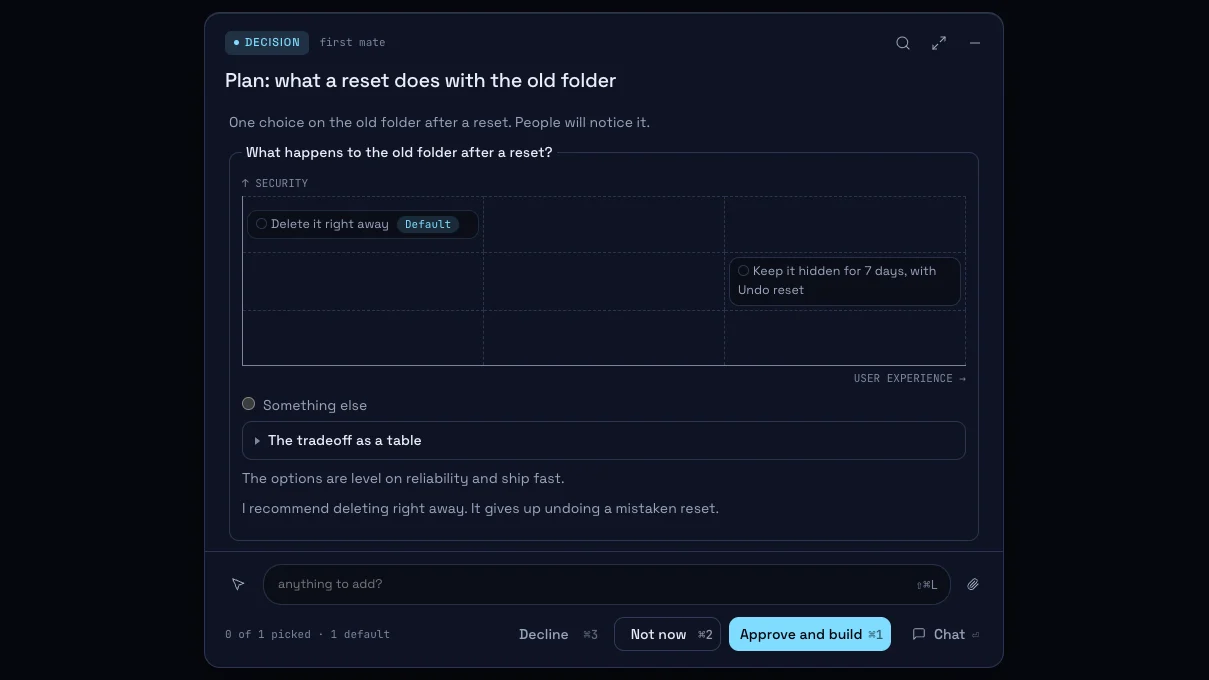 DECISION first mate
Plan: what a reset does with the old folder
One choice on the old folder after a reset. People will notice it.
What happens to the old folder after a reset?
↑ SECURITY
Delete it right away Default
Keep it hidden for 7 days, with
Undo reset
USER EXPERIENCE →
Something else
The tradeoff as a table
The options are level on reliability and ship fast.
I recommend deleting right away. It gives up undoing a mistaken reset.
anything to add? ⇧⌘L
0 of 1 picked · 1 default Decline ⌘3 Not now ⌘2 Approve and build ⌘1 Chat ⏎